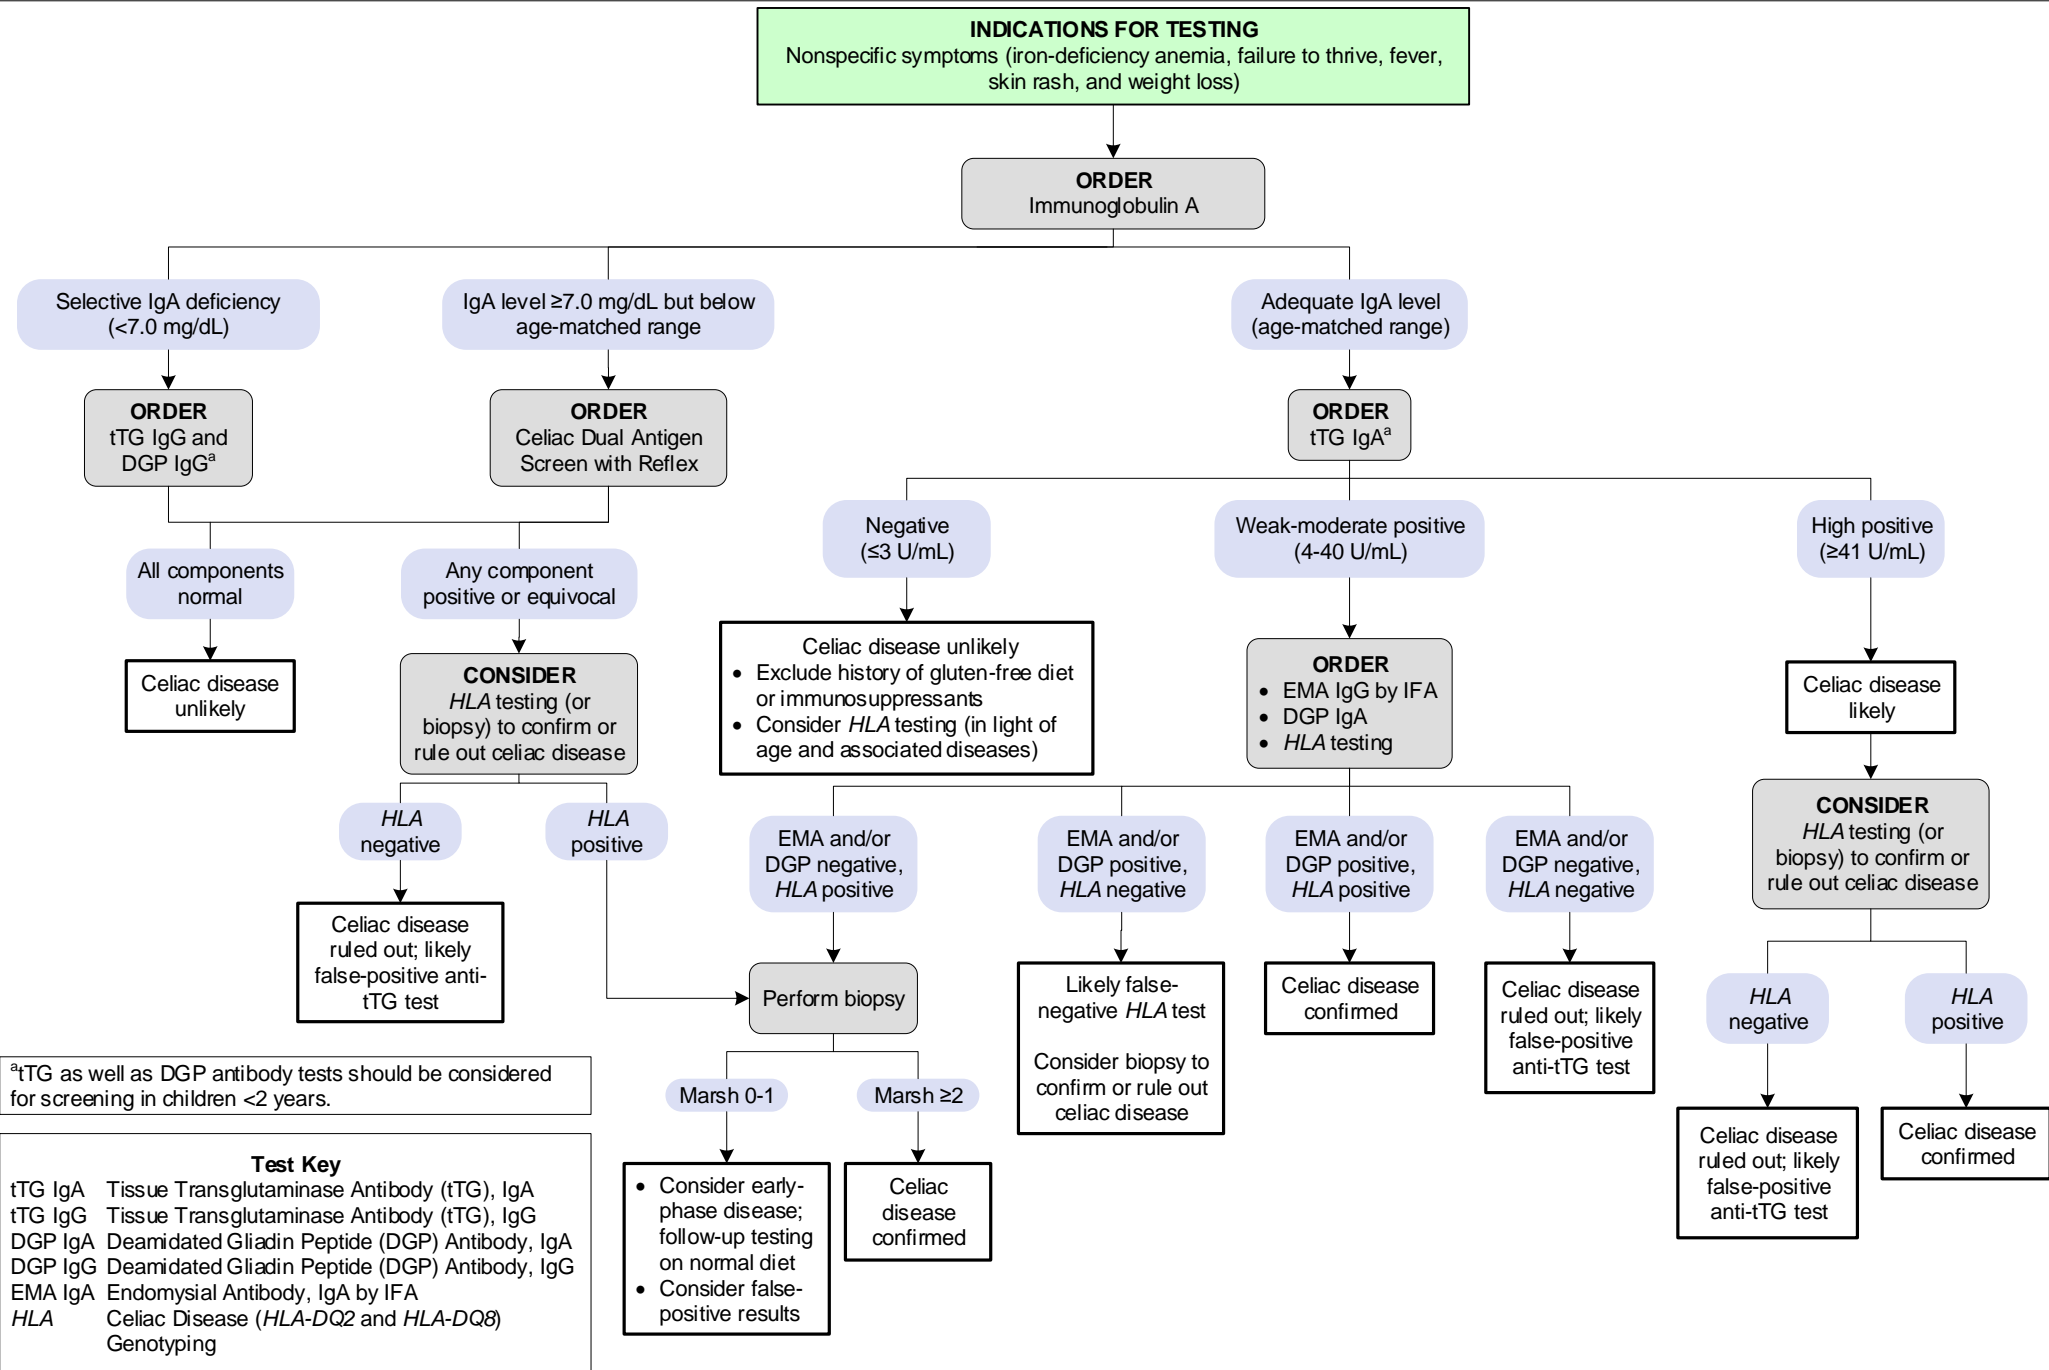 INDICATIONS FOR TESTING
Nonspecific symptoms (iron-deficiency anemia, failure to thrive, fever,
skin rash, and weight loss)
ORDER
Immunoglobulin A
Selective IgA deficiency
(<7.0 mg/dL)
IgA level ≥7.0 mg/dL but below
age-matched range
Adequate IgA level
(age-matched range)
ORDER
tTG IgG and
DGP IgGᵃ
ORDER
Celiac Dual Antigen
Screen with Reflex
ORDER
tTG IgAᵃ
All components
normal
Any component
positive or equivocal
Negative
(≤3 U/mL)
Weak-moderate positive
(4-40 U/mL)
High positive
(≥41 U/mL)
Celiac disease
unlikely
CONSIDER
HLA testing (or
biopsy) to confirm or
rule out celiac disease
Celiac disease unlikely
• Exclude history of gluten-free diet
or immunosuppressants
• Consider HLA testing (in light of
age and associated diseases)
ORDER
• EMA IgG by IFA
• DGP IgA
• HLA testing
Celiac disease
likely
HLA
negative
HLA
positive
EMA and/or
DGP negative,
HLA positive
EMA and/or
DGP positive,
HLA negative
EMA and/or
DGP positive,
HLA positive
EMA and/or
DGP negative,
HLA negative
CONSIDER
HLA testing (or
biopsy) to confirm or
rule out celiac disease
Celiac disease
ruled out; likely
false-positive anti-
tTG test
Perform biopsy
Likely false-
negative HLA test
Consider biopsy to
confirm or rule out
celiac disease
Celiac disease
confirmed
Celiac disease
ruled out; likely
false-positive
anti-tTG test
HLA
negative
HLA
positive
Marsh 0-1
Marsh ≥2
Celiac disease
ruled out; likely
false-positive
anti-tTG test
Celiac disease
confirmed
• Consider early-
phase disease;
follow-up testing
on normal diet
• Consider false-
positive results
Celiac
disease
confirmed
ᵃtTG as well as DGP antibody tests should be considered
for screening in children <2 years.
Test Key
tTG IgA Tissue Transglutaminase Antibody (tTG), IgA
tTG IgG Tissue Transglutaminase Antibody (tTG), IgG
DGP IgA Deamidated Gliadin Peptide (DGP) Antibody, IgA
DGP IgG Deamidated Gliadin Peptide (DGP) Antibody, IgG
EMA IgA Endomysial Antibody, IgA by IFA
HLA Celiac Disease (HLA-DQ2 and HLA-DQ8)
Genotyping